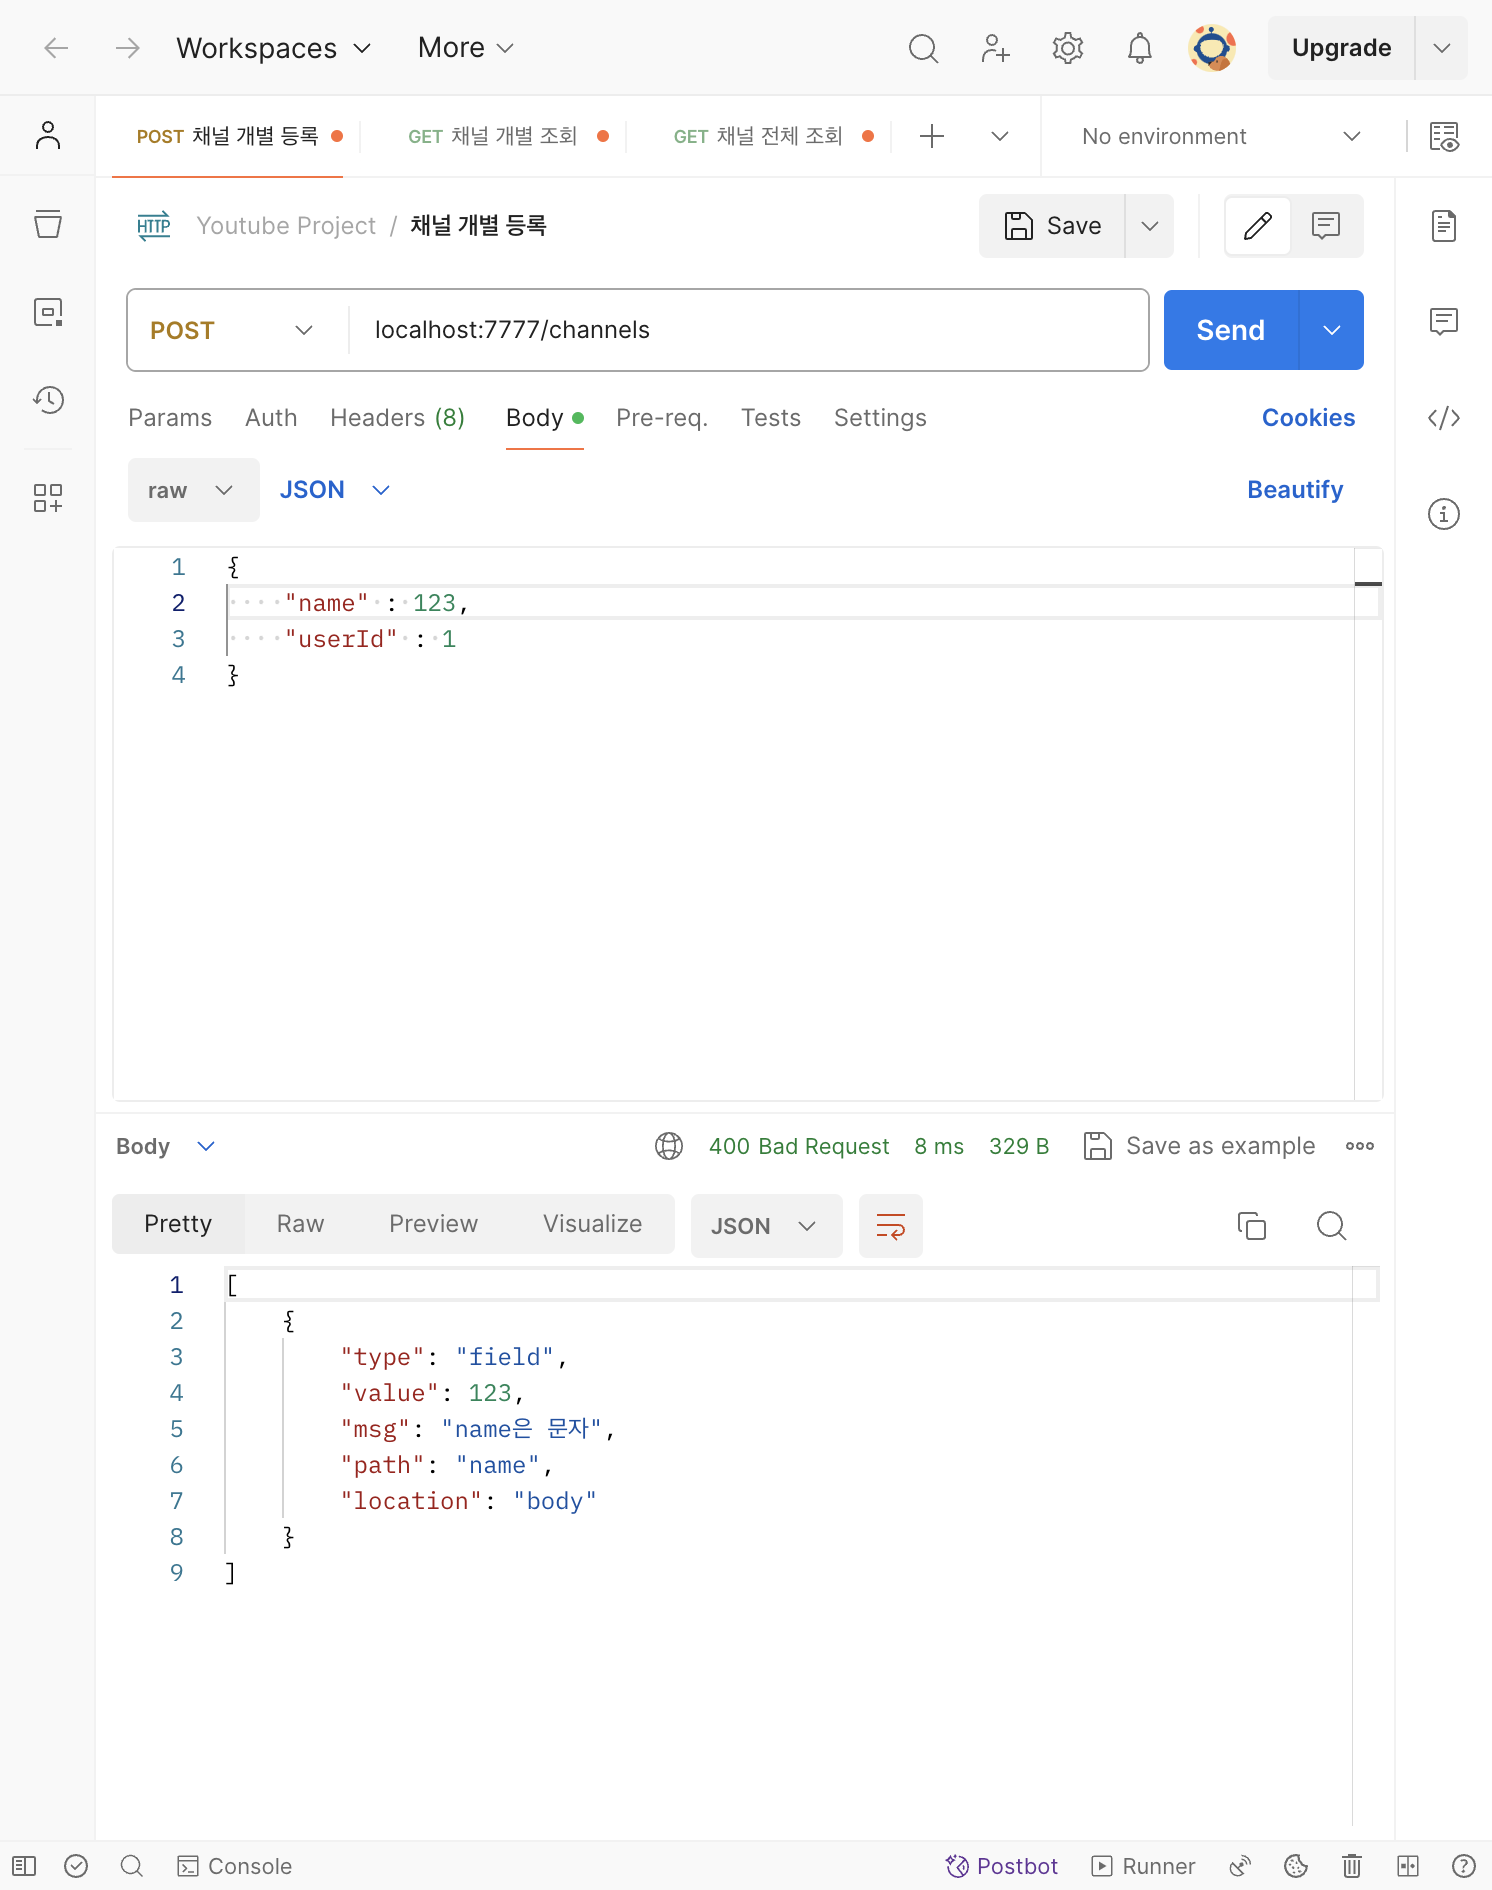 Workspaces More Upgrade
POST 채널 개별 등록 GET 채널 개별 조회 GET 채널 전체 조회 No environment
HTTP Youtube Project / 채널 개별 등록 Save
POST localhost:7777/channels Send
Params Auth Headers (8) Body Pre-req. Tests Settings Cookies
raw JSON Beautify
1 {
2 "name" : 123,
3 "userId" : 1
4 }
Body 400 Bad Request 8 ms 329 B Save as example
Pretty Raw Preview Visualize JSON
1 [
2 {
3 "type": "field",
4 "value": 123,
5 "msg": "name은 문자",
6 "path": "name",
7 "location": "body"
8 }
9 ]
Console Postbot Runner